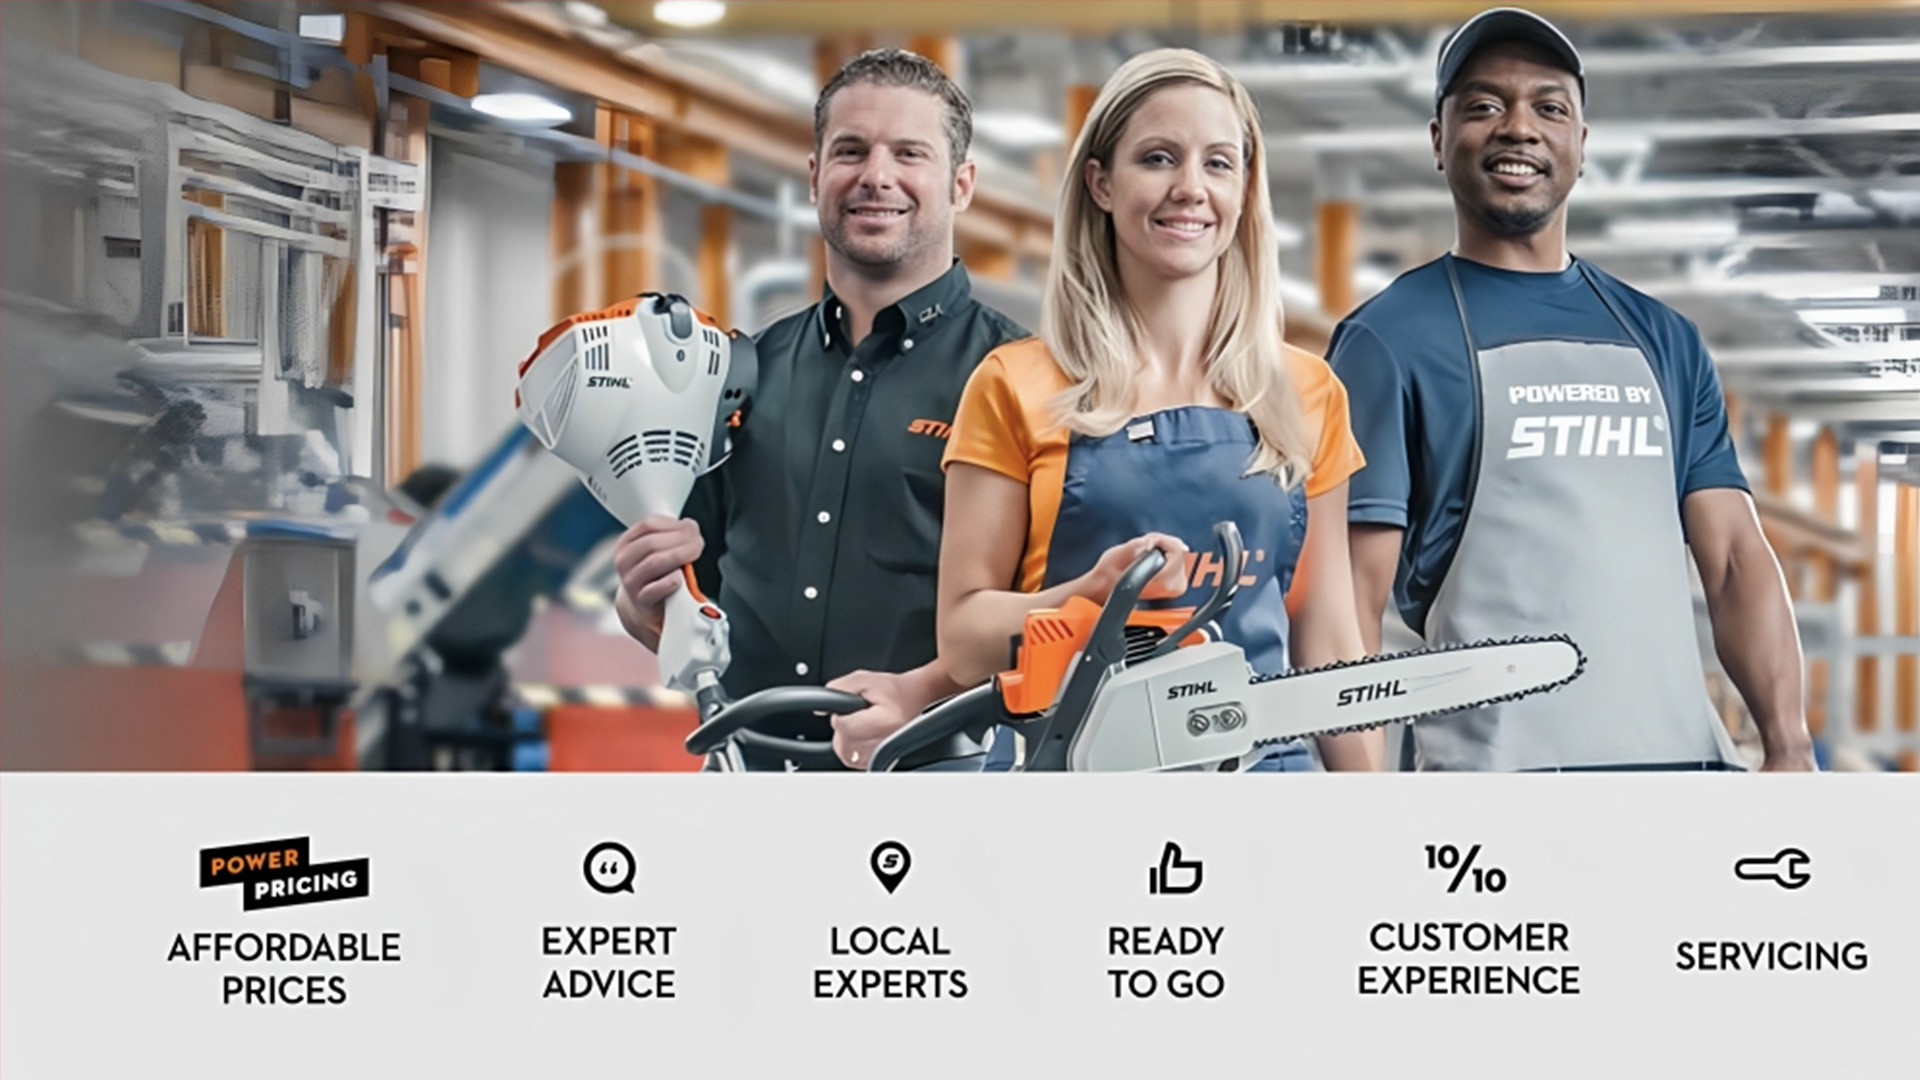 STIHL
POWERED BY
STIHL
STIHL
STIHL
POWER
PRICING
AFFORDABLE
PRICES
EXPERT
ADVICE
LOCAL
EXPERTS
READY
TO GO
10/10
CUSTOMER
EXPERIENCE
SERVICING